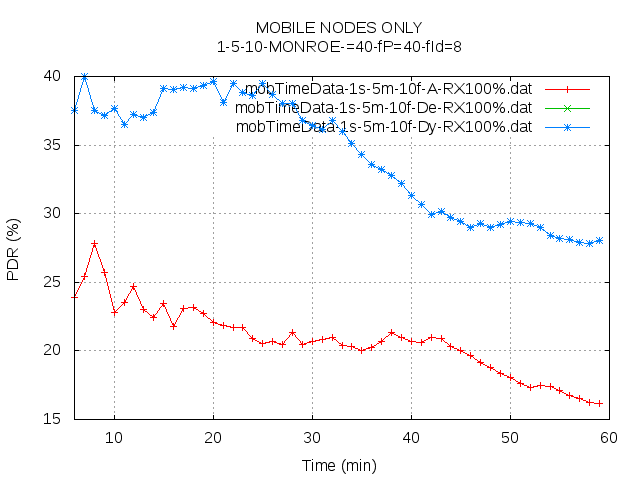 MOBILE NODES ONLY
1-5-10-MONROE-=40-fP=40-fId=8
mobTimeData-1s-5m-10f-A-RX100%.dat
mobTimeData-1s-5m-10f-De-RX100%.dat
mobTimeData-1s-5m-10f-Dy-RX100%.dat
40
35
30
25
20
15
PDR (%)
10 20 30 40 50 60
Time (min)